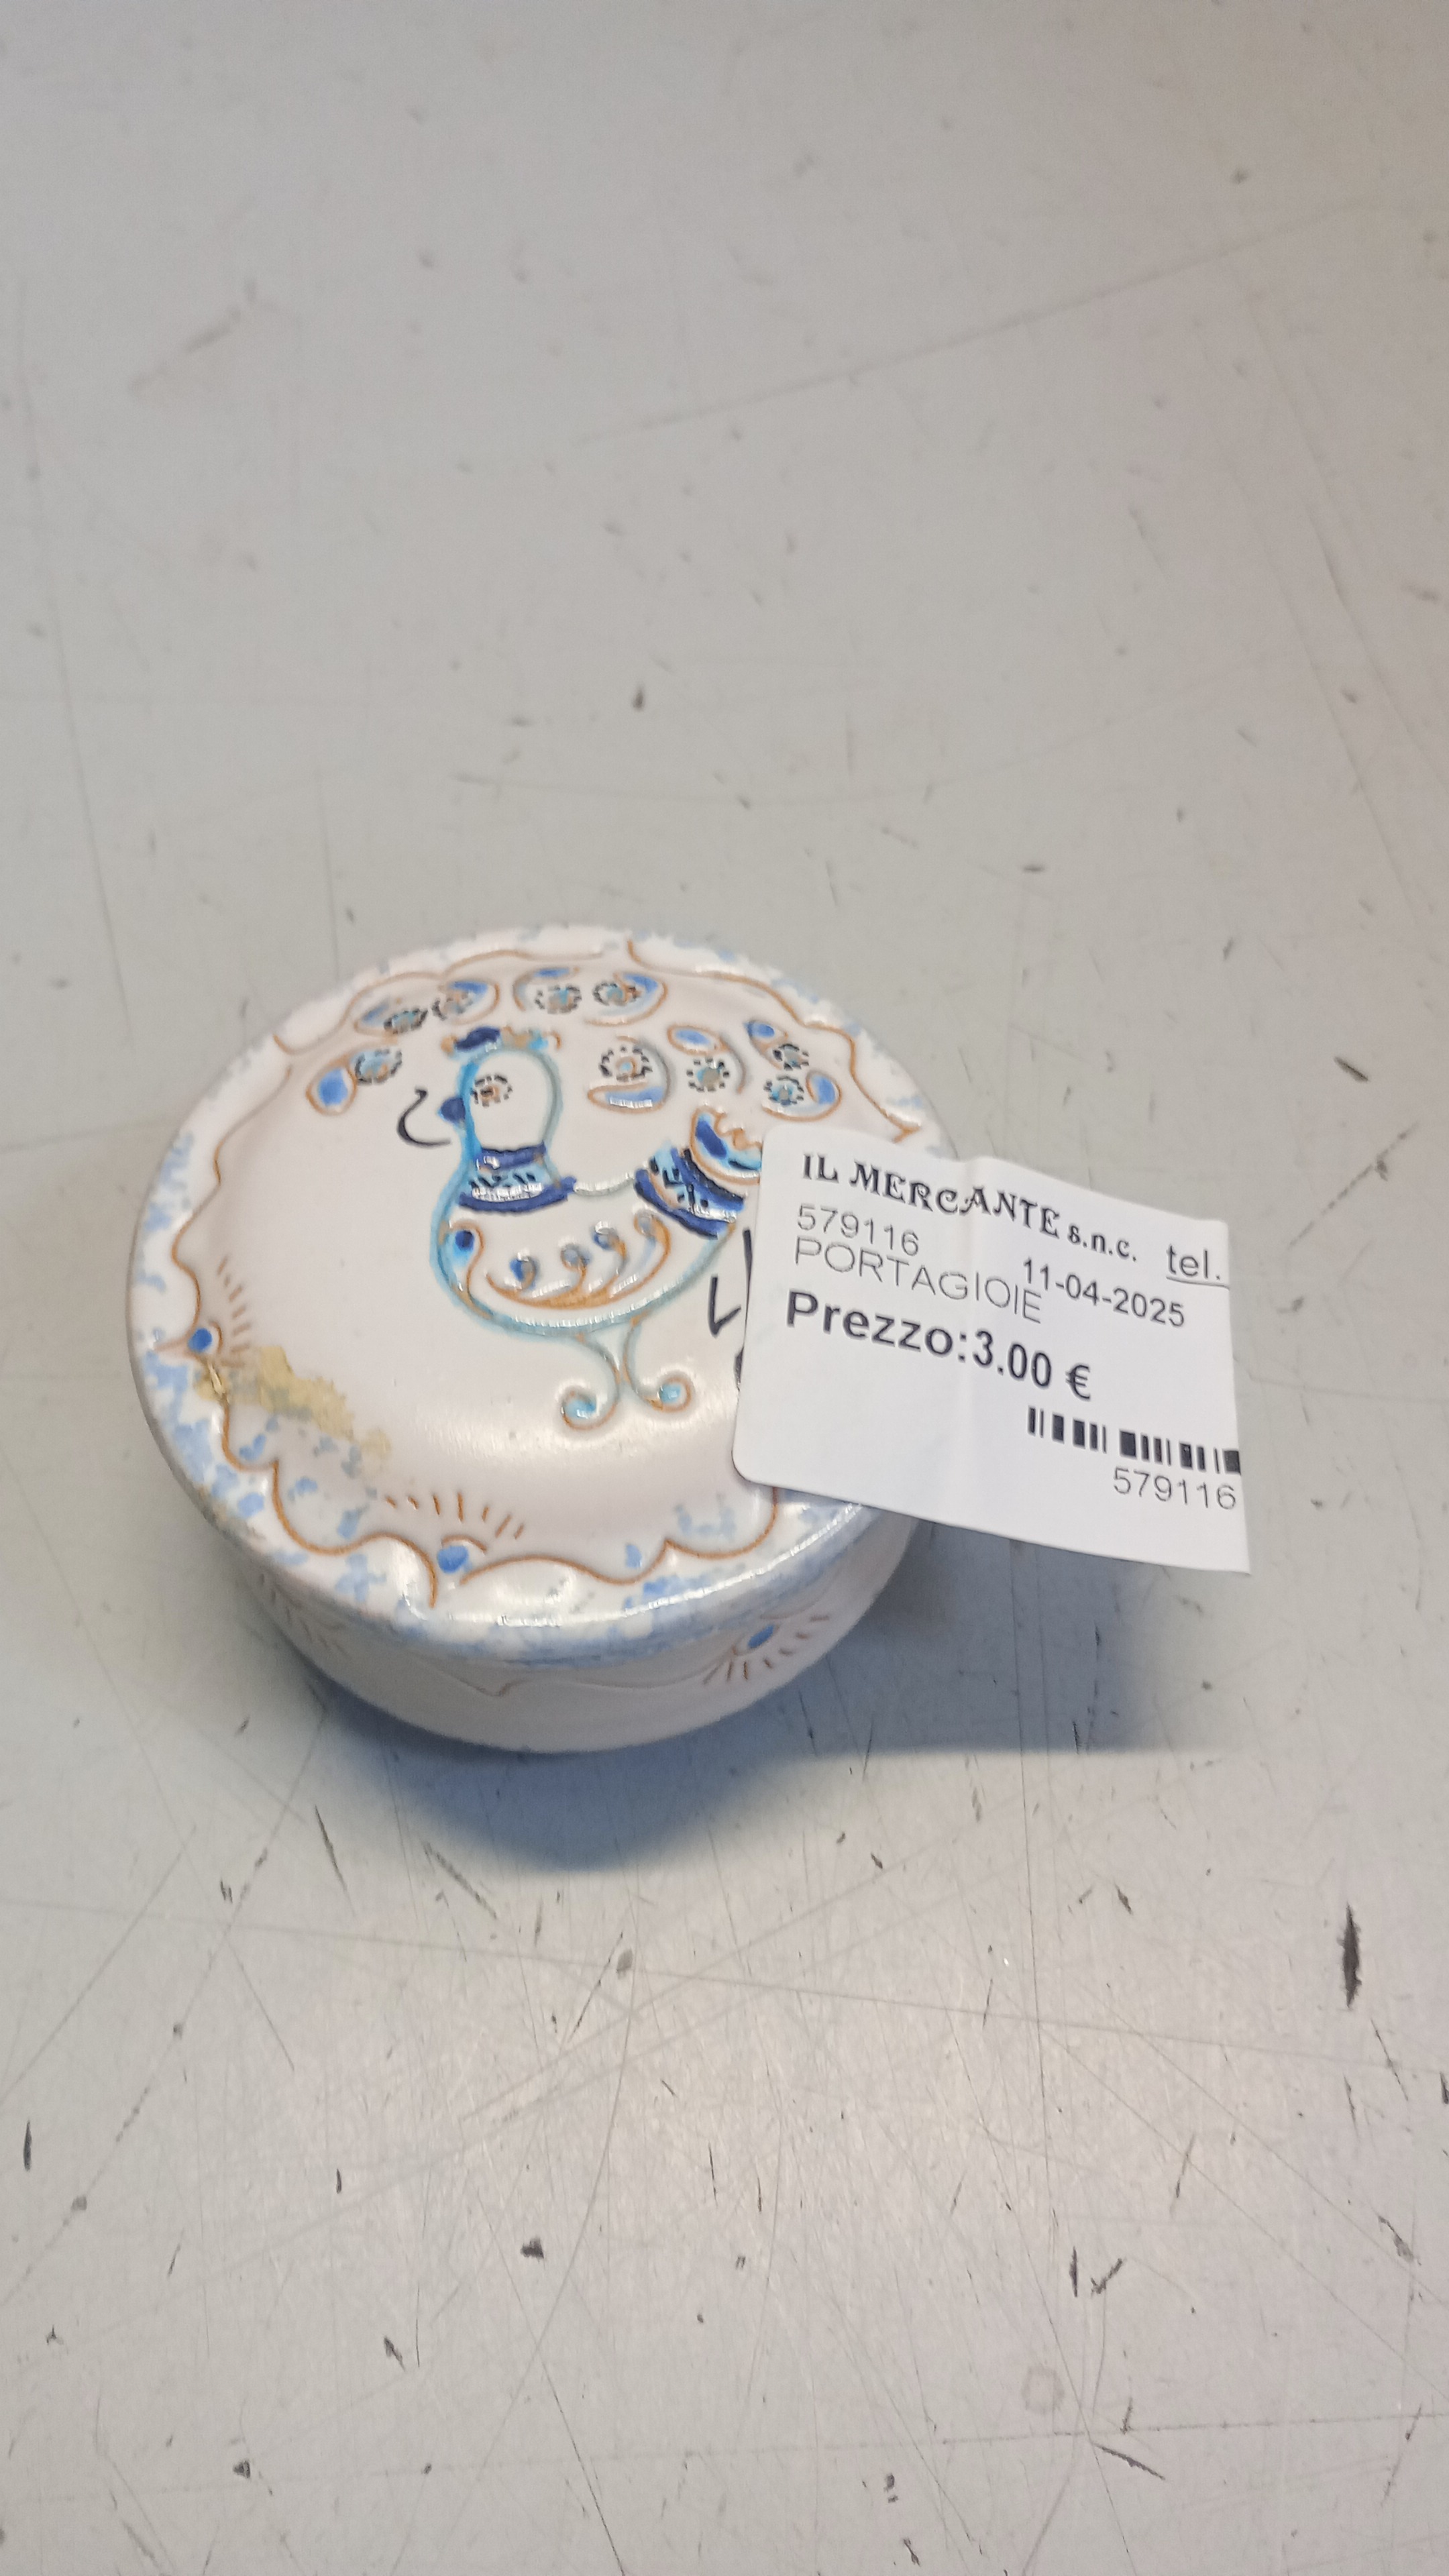 IL MERCANTE s.n.c. tel.
579116 11-04-2025
PORTAGIOIE
Prezzo:3.00 €
579116